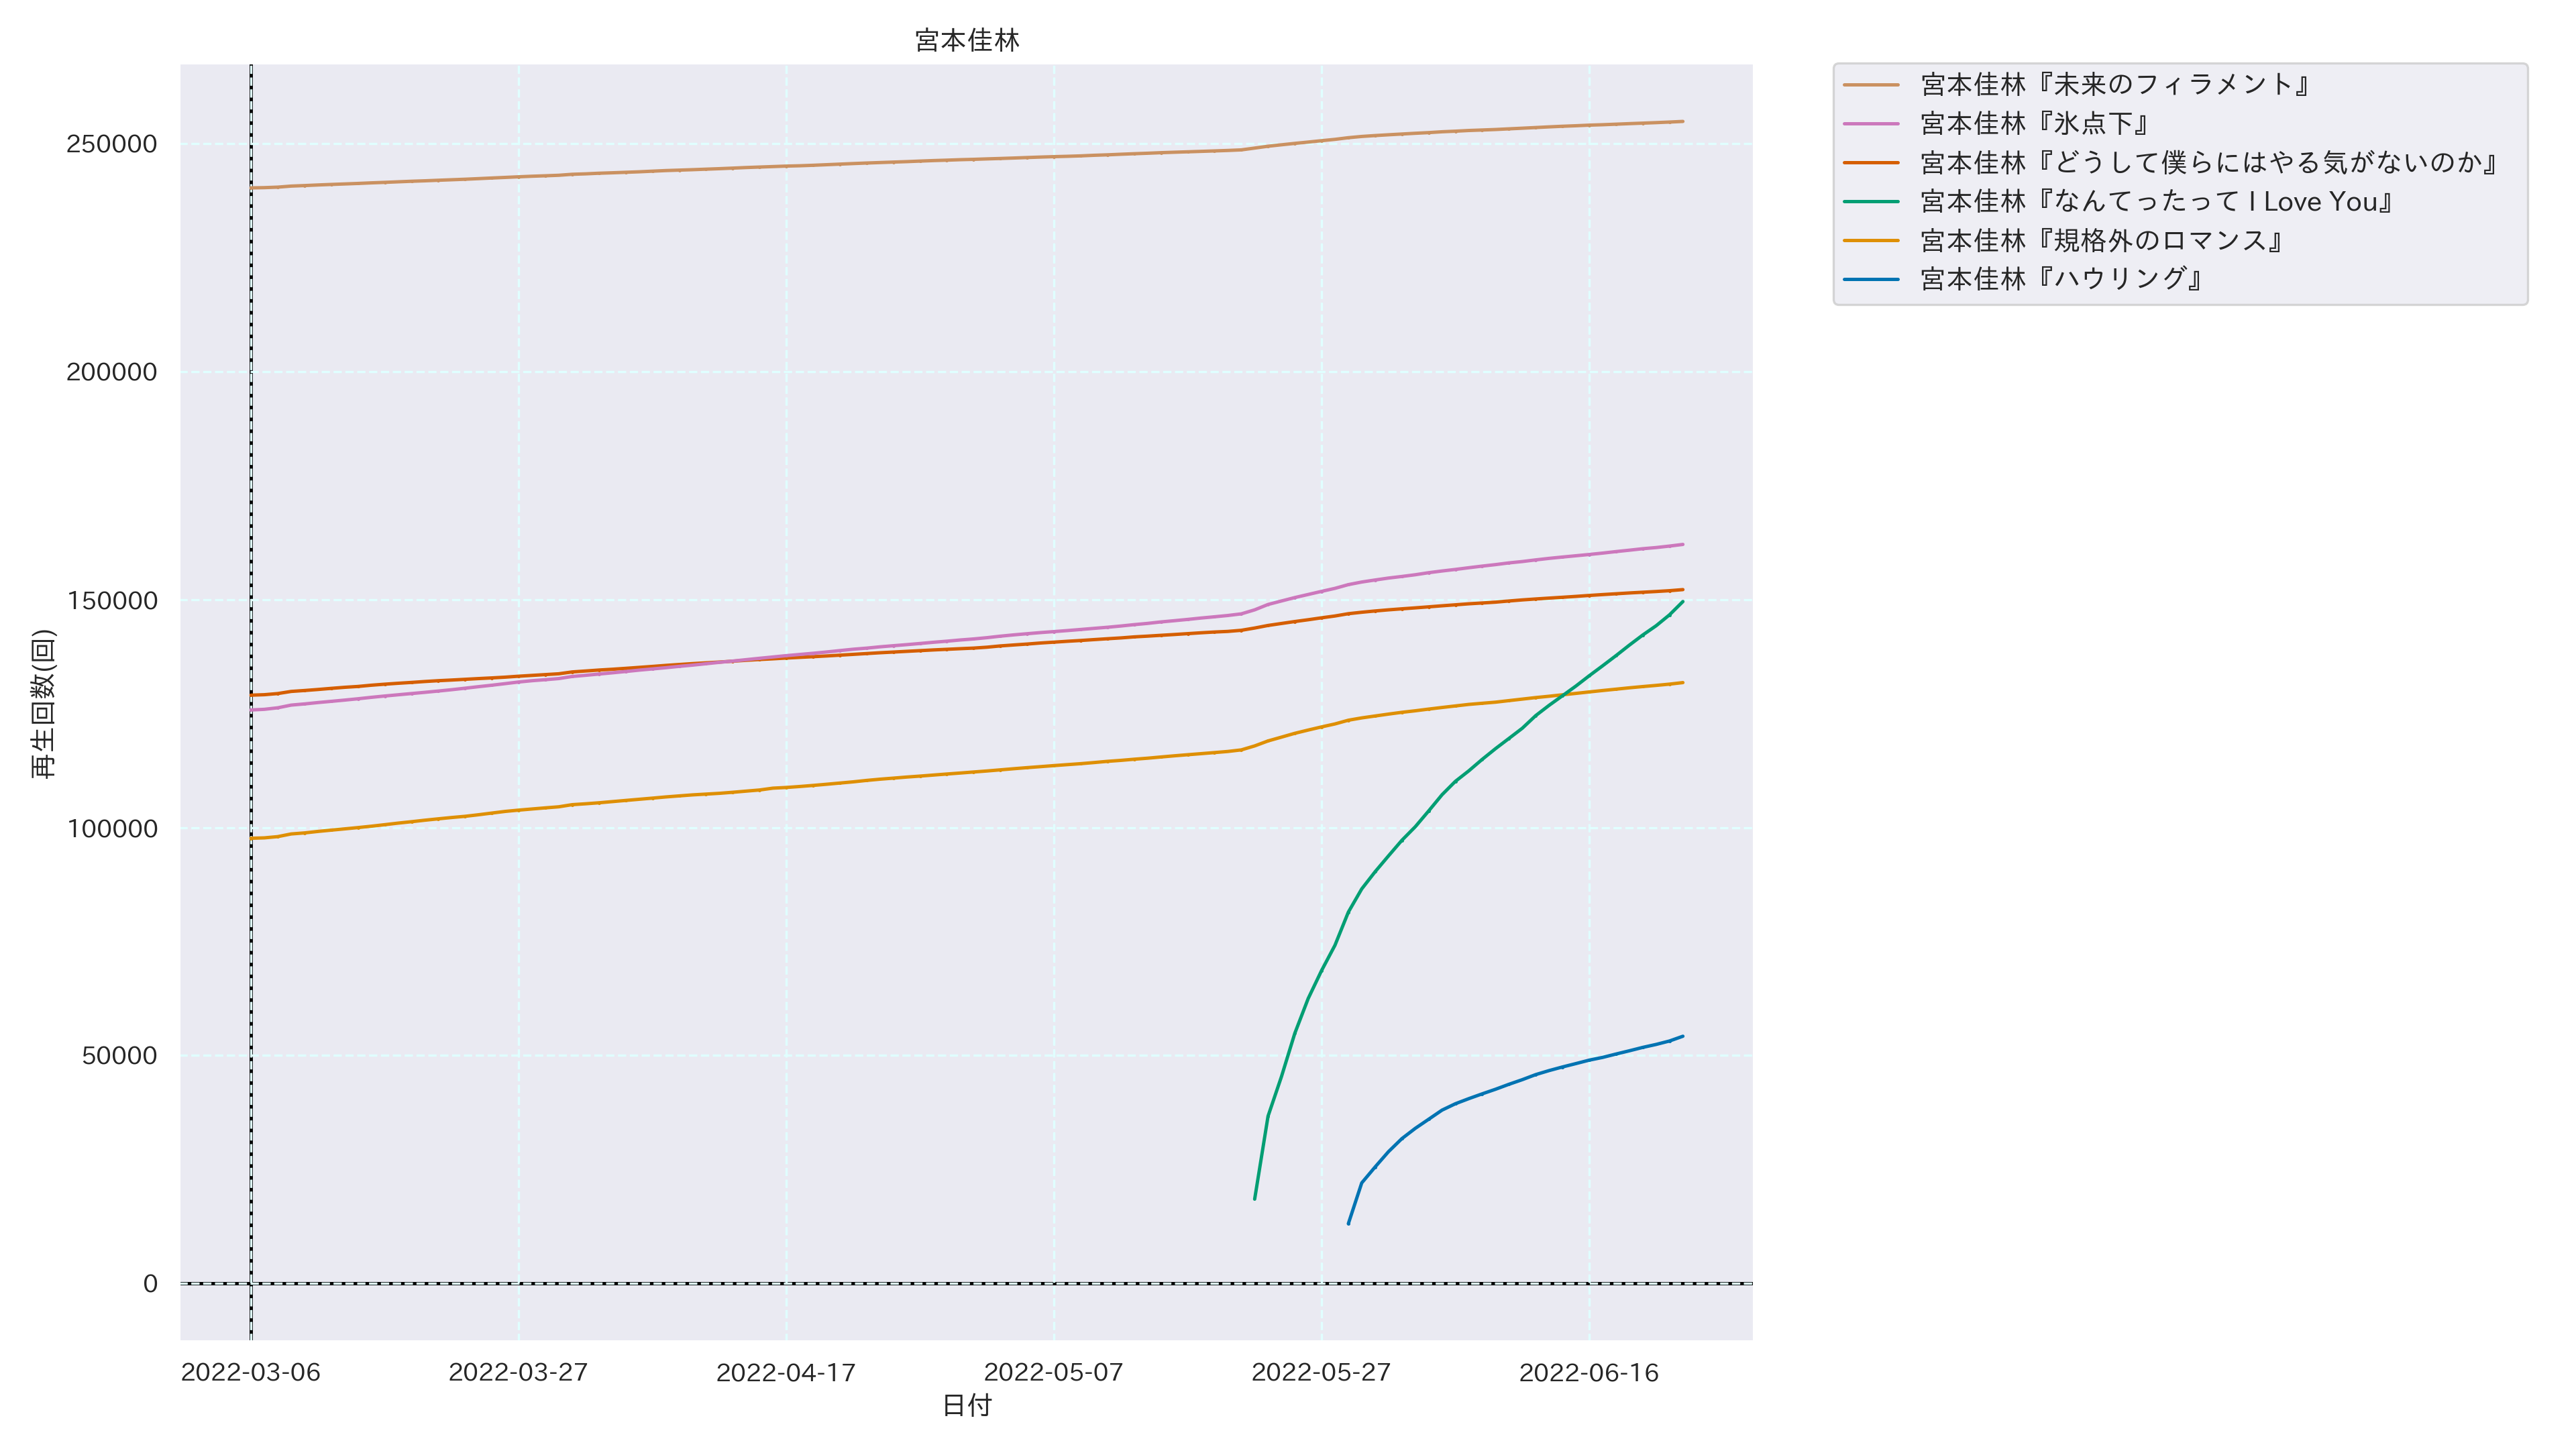 宮本佳林
宮本佳林『未来のフィラメント』
宮本佳林『氷点下』
宮本佳林『どうして僕らにはやる気がないのか』
宮本佳林『なんてったって I Love You』
宮本佳林『規格外のロマンス』
宮本佳林『ハウリング』
250000
200000
150000
100000
50000
0
再生回数(回)
2022-03-06
2022-03-27
2022-04-17
2022-05-07
2022-05-27
2022-06-16
日付